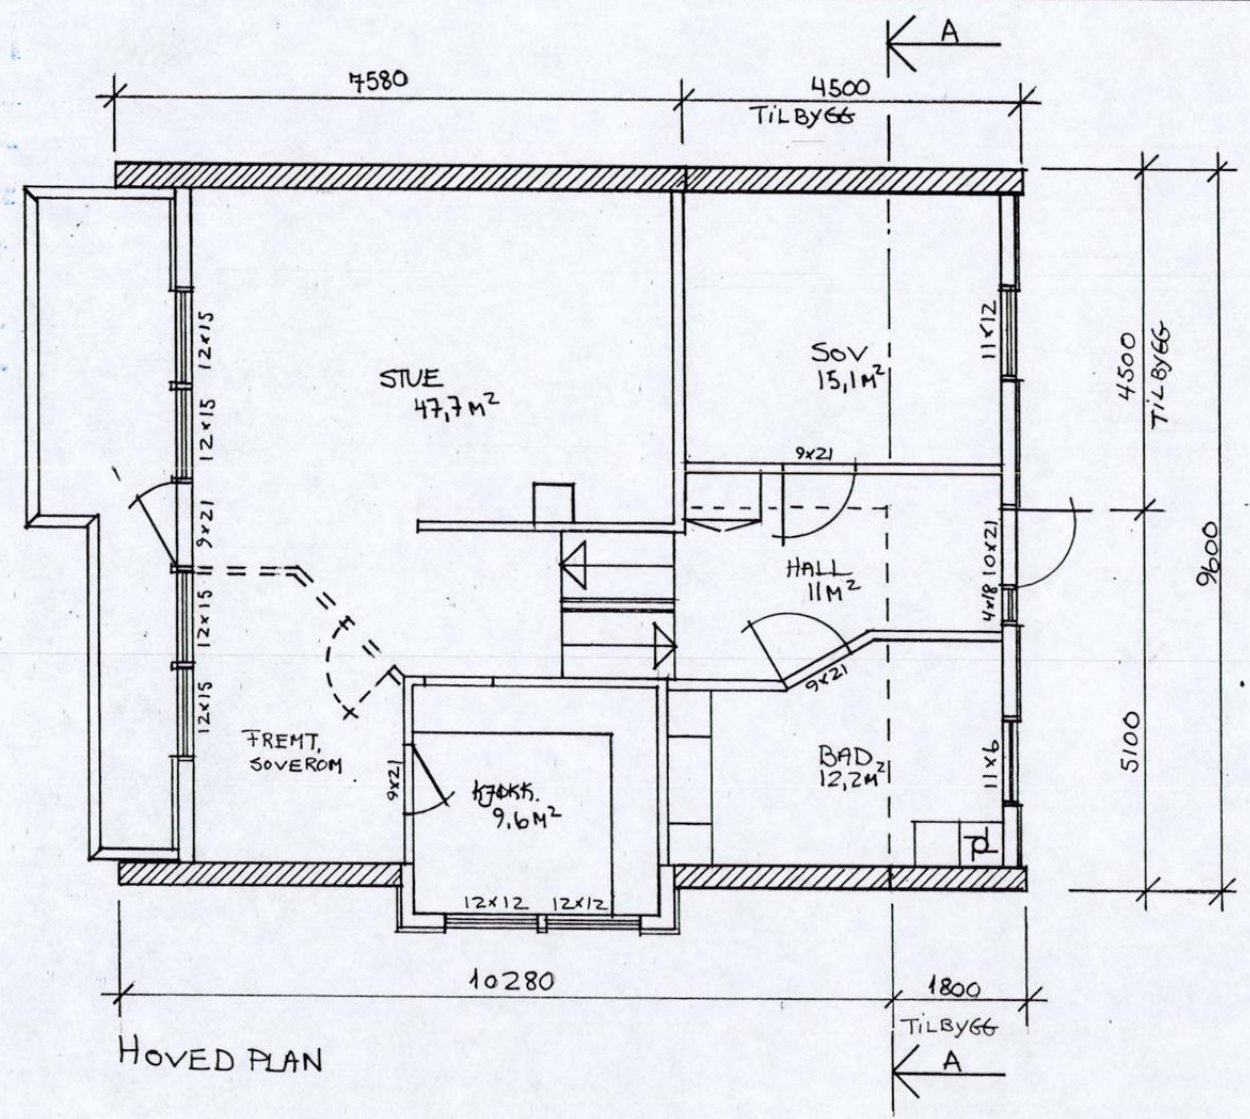 A
7580
4500
TILBYGG
12x15
11x12
SOV
15,1M²
STUE
47,7M²
4500
TILBYGG
12x15
9x21
9x21
10x21
9600
HALL
11M²
12x15
4x18
9x21
12x15
FREMT.
SOVEROM
9x21
KJØKK.
9,6M²
BAD
12,2M²
11x6
5100
12x12
12x12
10280
1800
TILBYGG
HOVED PLAN
A